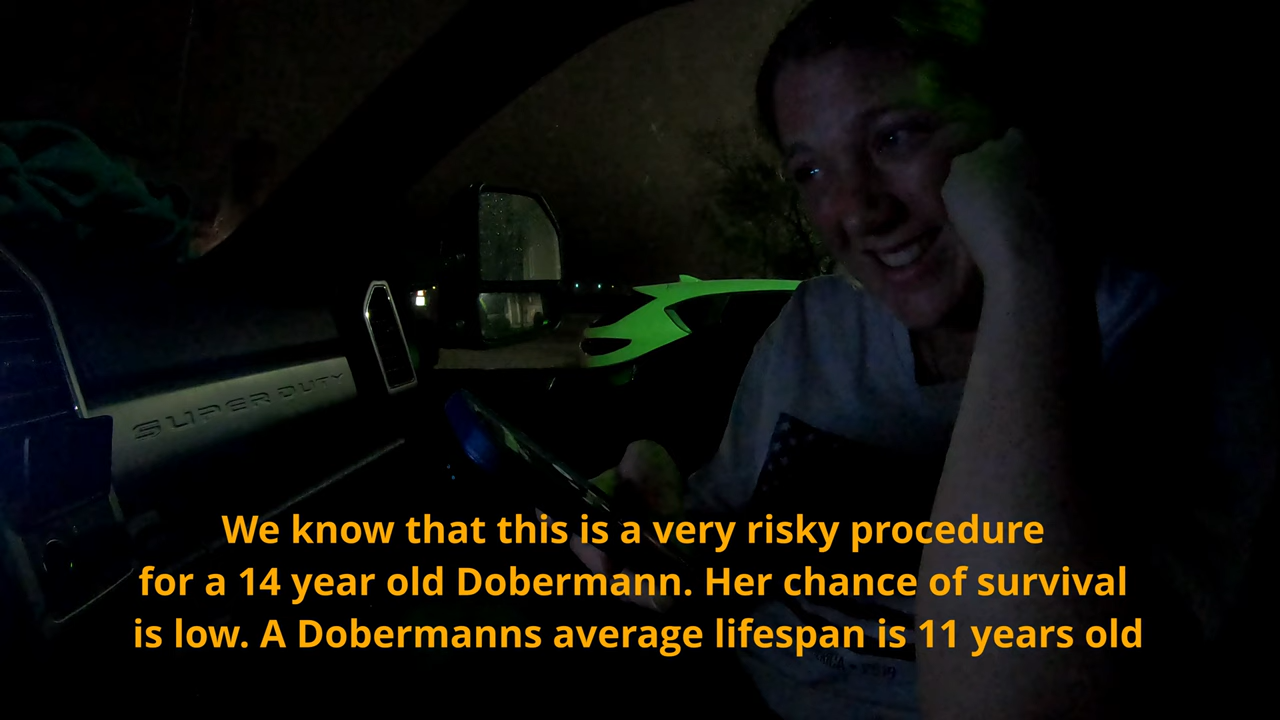 SUPER DUTY
We know that this is a very risky procedure
for a 14 year old Dobermann. Her chance of survival
is low. A Dobermanns average lifespan is 11 years old